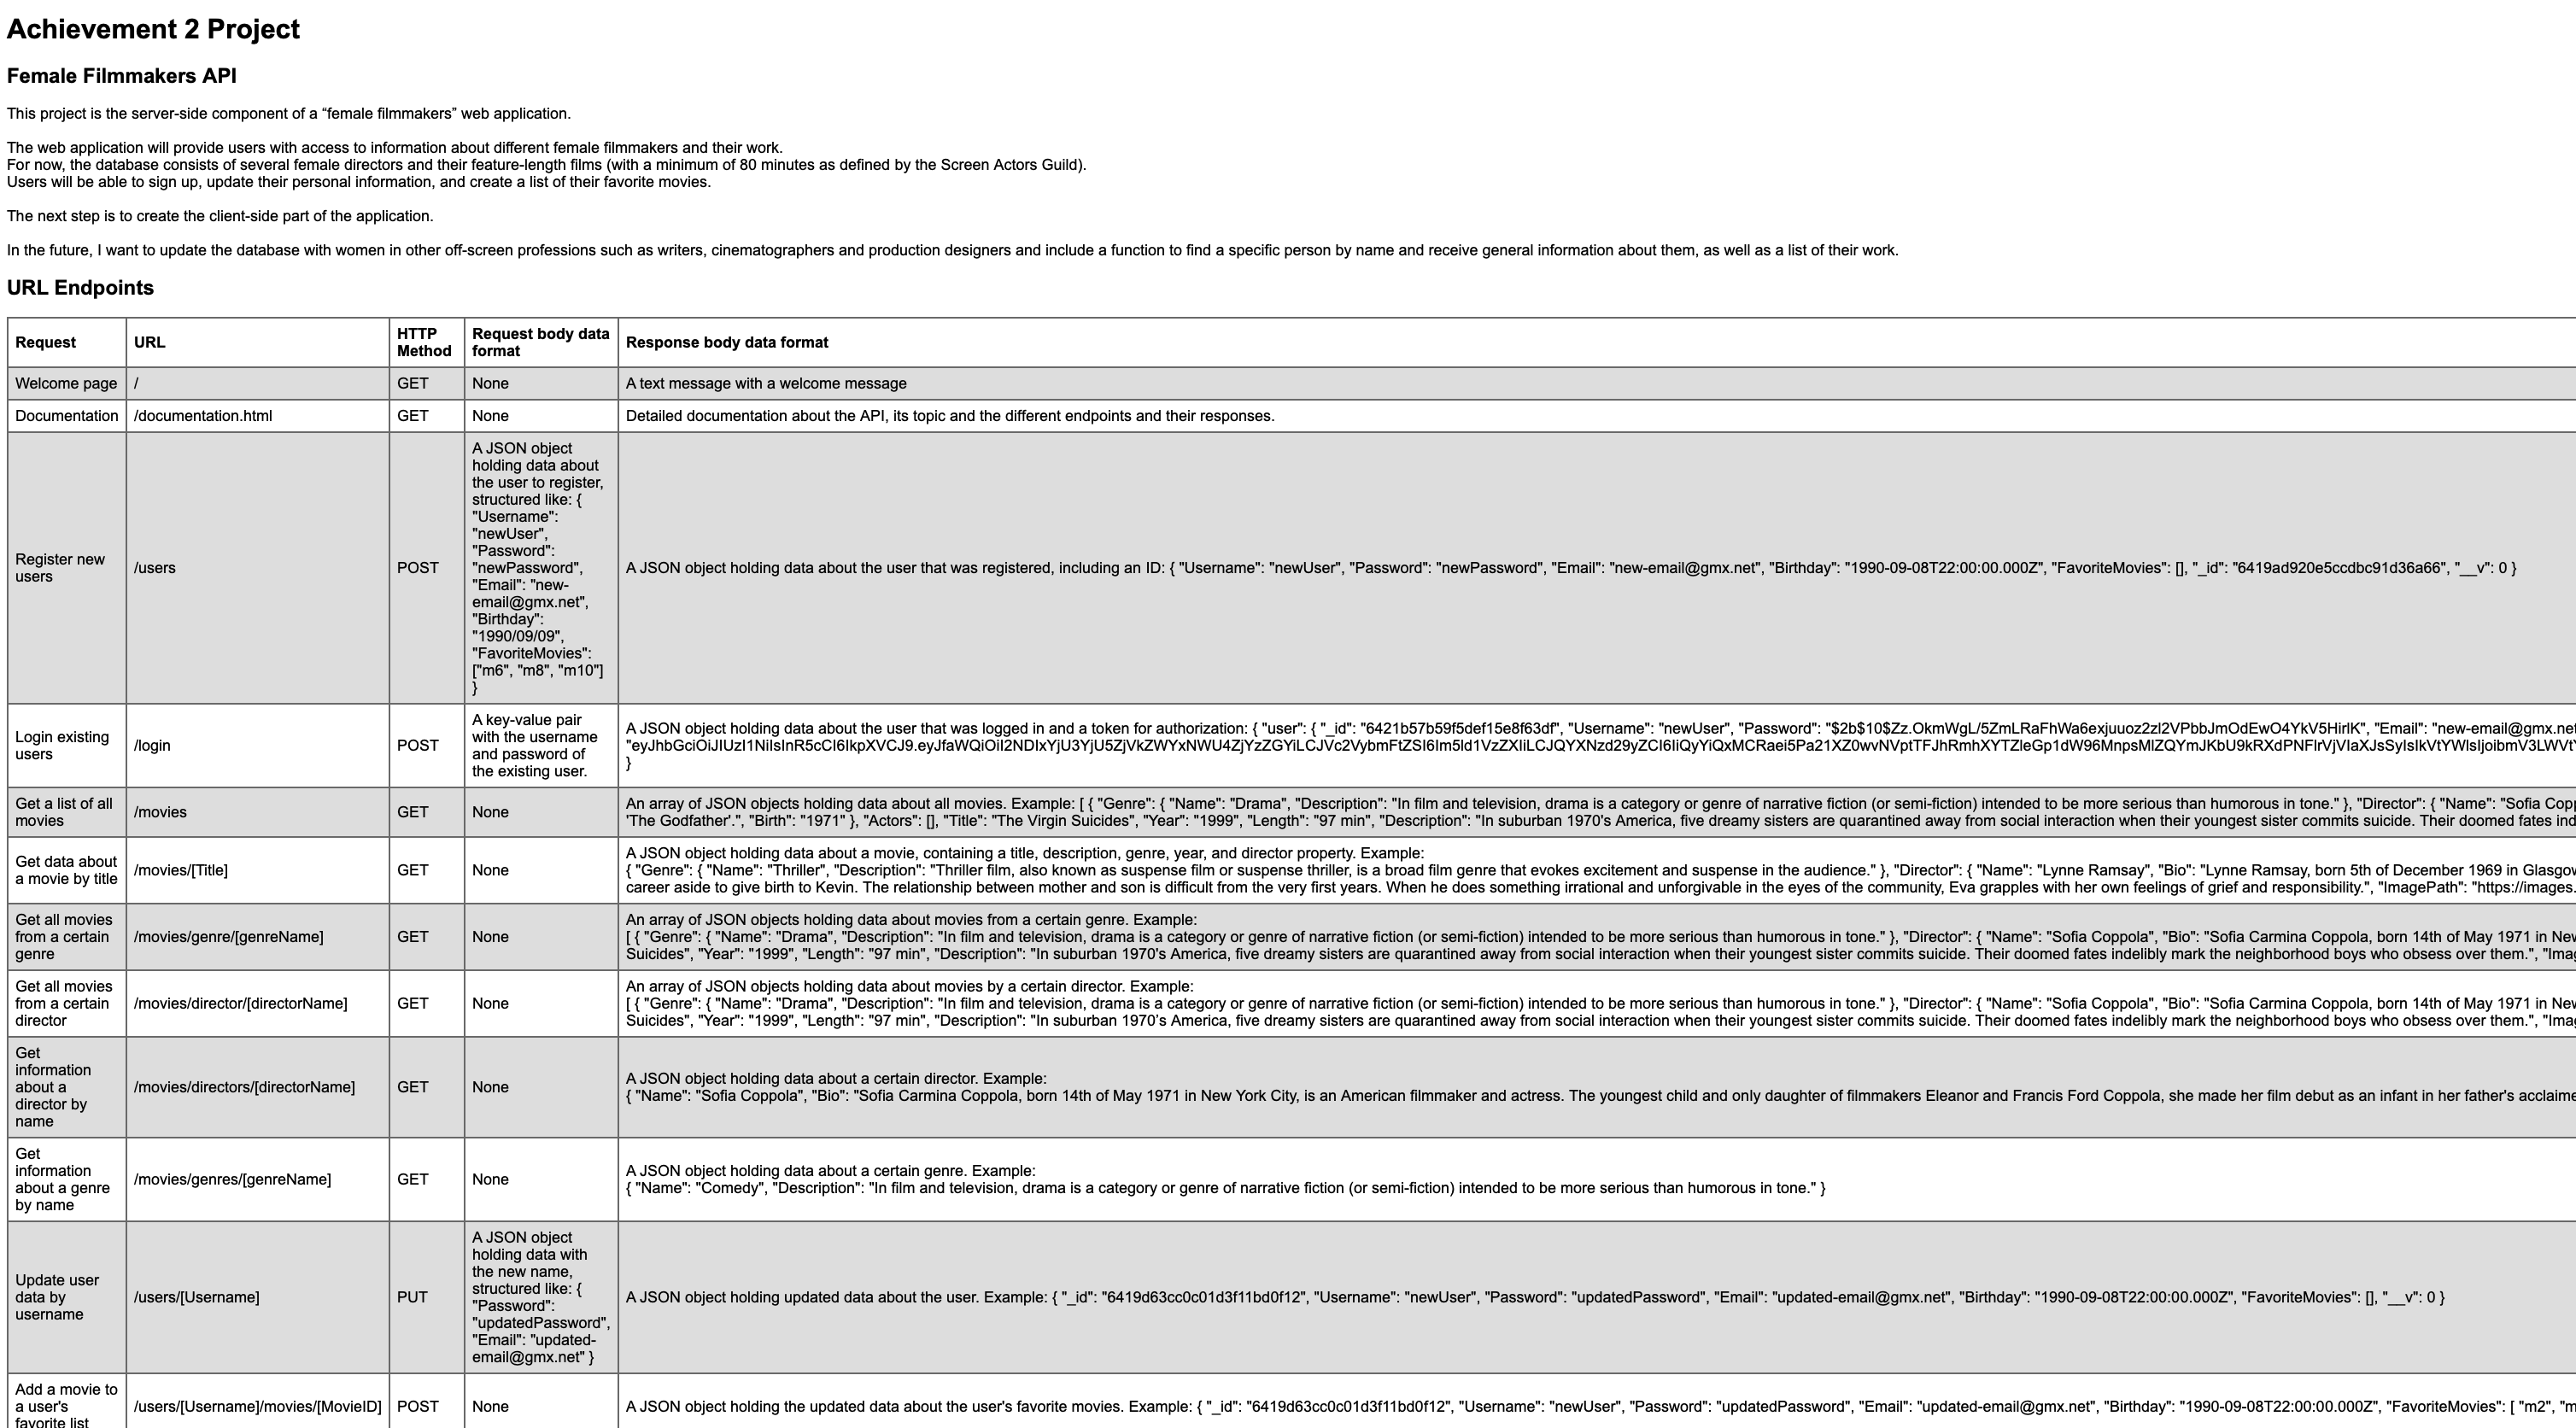 Achievement 2 Project
Female Filmmakers API
This project is the server-side component of a “female filmmakers” web application.
The web application will provide users with access to information about different female filmmakers and their work.
For now, the database consists of several female directors and their feature-length films (with a minimum of 80 minutes as defined by the Screen Actors Guild).
Users will be able to sign up, update their personal information, and create a list of their favorite movies.
The next step is to create the client-side part of the application.
In the future, I want to update the database with women in other off-screen professions such as writers, cinematographers and production designers and include a function to find a specific person by name and receive general information about them, as well as a list of their work.
URL Endpoints
Request
URL
HTTP
Method
Request body data
format
Response body data format
Welcome page
/
GET
None
A text message with a welcome message
Documentation
/documentation.html
GET
None
Detailed documentation about the API, its topic and the different endpoints and their responses.
Register new
users
/users
POST
A JSON object
holding data about
the user to register,
structured like: {
"Username":
"newUser",
"Password":
"newPassword",
"Email": "new-
email@gmx.net",
"Birthday":
"1990/09/09",
"FavoriteMovies":
["m6", "m8", "m10"]
}
A JSON object holding data about the user that was registered, including an ID: { "Username": "newUser", "Password": "newPassword", "Email": "new-email@gmx.net", "Birthday": "1990-09-08T22:00:00.000Z", "FavoriteMovies": [], "_id": "6419ad920e5ccdbc91d36a66", "__v": 0 }
Login existing
users
/login
POST
A key-value pair
with the username
and password of
the existing user.
A JSON object holding data about the user that was logged in and a token for authorization: { "user": { "_id": "6421b57b59f5def15e8f63df", "Username": "newUser", "Password": "$2b$10$Zz.OkmWgL/5ZmLRaFhWa6exjuuoz2zl2VPbbJmOdEwO4YkV5HirlK", "Email": "new-email@gmx.net
}
Get a list of all
movies
/movies
GET
None
An array of JSON objects holding data about all movies. Example: [ { "Genre": { "Name": "Drama", "Description": "In film and television, drama is a category or genre of narrative fiction (or semi-fiction) intended to be more serious than humorous in tone." }, "Director": { "Name": "Sofia Copp
'The Godfather'.", "Birth": "1971" }, "Actors": [], "Title": "The Virgin Suicides", "Year": "1999", "Length": "97 min", "Description": "In suburban 1970's America, five dreamy sisters are quarantined away from social interaction when their youngest sister commits suicide. Their doomed fates ind
Get data about
a movie by title
/movies/[Title]
GET
None
A JSON object holding data about a movie, containing a title, description, genre, year, and director property. Example:
{ "Genre": { "Name": "Thriller", "Description": "Thriller film, also known as suspense film or suspense thriller, is a broad film genre that evokes excitement and suspense in the audience." }, "Director": { "Name": "Lynne Ramsay", "Bio": "Lynne Ramsay, born 5th of December 1969 in Glasgow
career aside to give birth to Kevin. The relationship between mother and son is difficult from the very first years. When he does something irrational and unforgivable in the eyes of the community, Eva grapples with her own feelings of grief and responsibility.", "ImagePath": "https://images.
Get all movies
from a certain
genre
/movies/genre/[genreName]
GET
None
An array of JSON objects holding data about movies from a certain genre. Example:
[ { "Genre": { "Name": "Drama", "Description": "In film and television, drama is a category or genre of narrative fiction (or semi-fiction) intended to be more serious than humorous in tone." }, "Director": { "Name": "Sofia Coppola", "Bio": "Sofia Carmina Coppola, born 14th of May 1971 in New
Suicides", "Year": "1999", "Length": "97 min", "Description": "In suburban 1970's America, five dreamy sisters are quarantined away from social interaction when their youngest sister commits suicide. Their doomed fates indelibly mark the neighborhood boys who obsess over them.", "Imag
Get all movies
from a certain
director
/movies/director/[directorName]
GET
None
An array of JSON objects holding data about movies by a certain director. Example:
[ { "Genre": { "Name": "Drama", "Description": "In film and television, drama is a category or genre of narrative fiction (or semi-fiction) intended to be more serious than humorous in tone." }, "Director": { "Name": "Sofia Coppola", "Bio": "Sofia Carmina Coppola, born 14th of May 1971 in New
Suicides", "Year": "1999", "Length": "97 min", "Description": "In suburban 1970's America, five dreamy sisters are quarantined away from social interaction when their youngest sister commits suicide. Their doomed fates indelibly mark the neighborhood boys who obsess over them.", "Imag
Get
information
about a
director by
name
/movies/directors/[directorName]
GET
None
A JSON object holding data about a certain director. Example:
{ "Name": "Sofia Coppola", "Bio": "Sofia Carmina Coppola, born 14th of May 1971 in New York City, is an American filmmaker and actress. The youngest child and only daughter of filmmakers Eleanor and Francis Ford Coppola, she made her film debut as an infant in her father's acclaime
Get
information
about a genre
by name
/movies/genres/[genreName]
GET
None
A JSON object holding data about a certain genre. Example:
{ "Name": "Comedy", "Description": "In film and television, drama is a category or genre of narrative fiction (or semi-fiction) intended to be more serious than humorous in tone." }
Update user
data by
username
/users/[Username]
PUT
A JSON object
holding data with
the new name,
structured like: {
"Password":
"updatedPassword",
"Email": "updated-
email@gmx.net" }
A JSON object holding updated data about the user. Example: { "_id": "6419d63cc0c01d3f11bd0f12", "Username": "newUser", "Password": "updatedPassword", "Email": "updated-email@gmx.net", "Birthday": "1990-09-08T22:00:00.000Z", "FavoriteMovies": [], "__v": 0 }
Add a movie to
a user's
favorite list
/users/[Username]/movies/[MovieID]
POST
None
A JSON object holding the updated data about the user's favorite movies. Example: { "_id": "6419d63cc0c01d3f11bd0f12", "Username": "newUser", "Password": "updatedPassword", "Email": "updated-email@gmx.net", "Birthday": "1990-09-08T22:00:00.000Z", "FavoriteMovies": [ "m2", "m